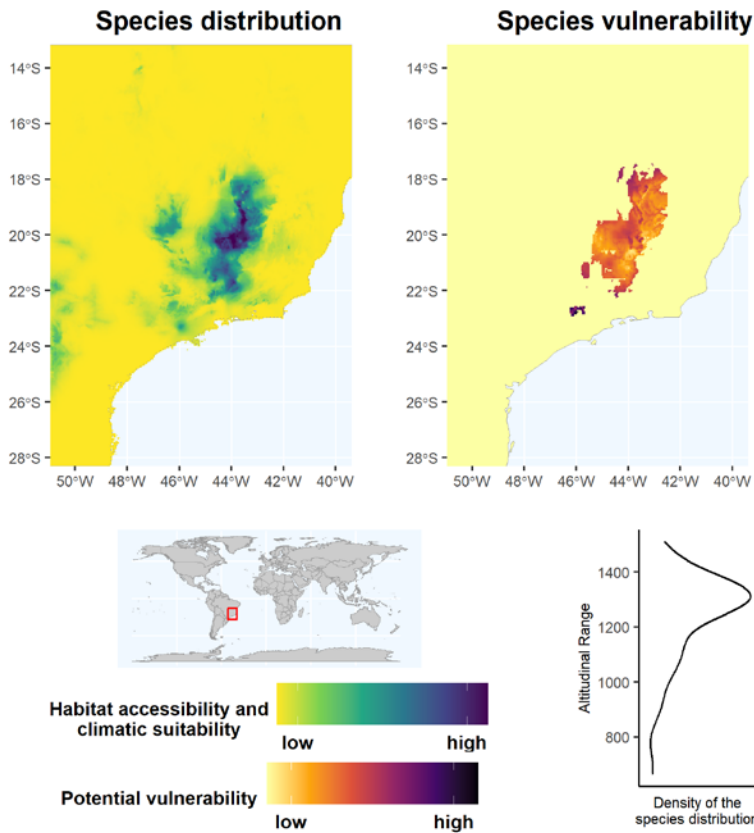 Species distribution
Species vulnerability
14°S
16°S
18°S
20°S
22°S
24°S
26°S
28°S
50°W 48°W 46°W 44°W 42°W 40°W
14°S
16°S
18°S
20°S
22°S
24°S
26°S
28°S
50°W 48°W 46°W 44°W 42°W 40°W
Habitat accessibility and
climatic suitability
low high
Potential vulnerability
low high
Altitudinal Range
1400
1200
1000
800
Density of the
species distribution